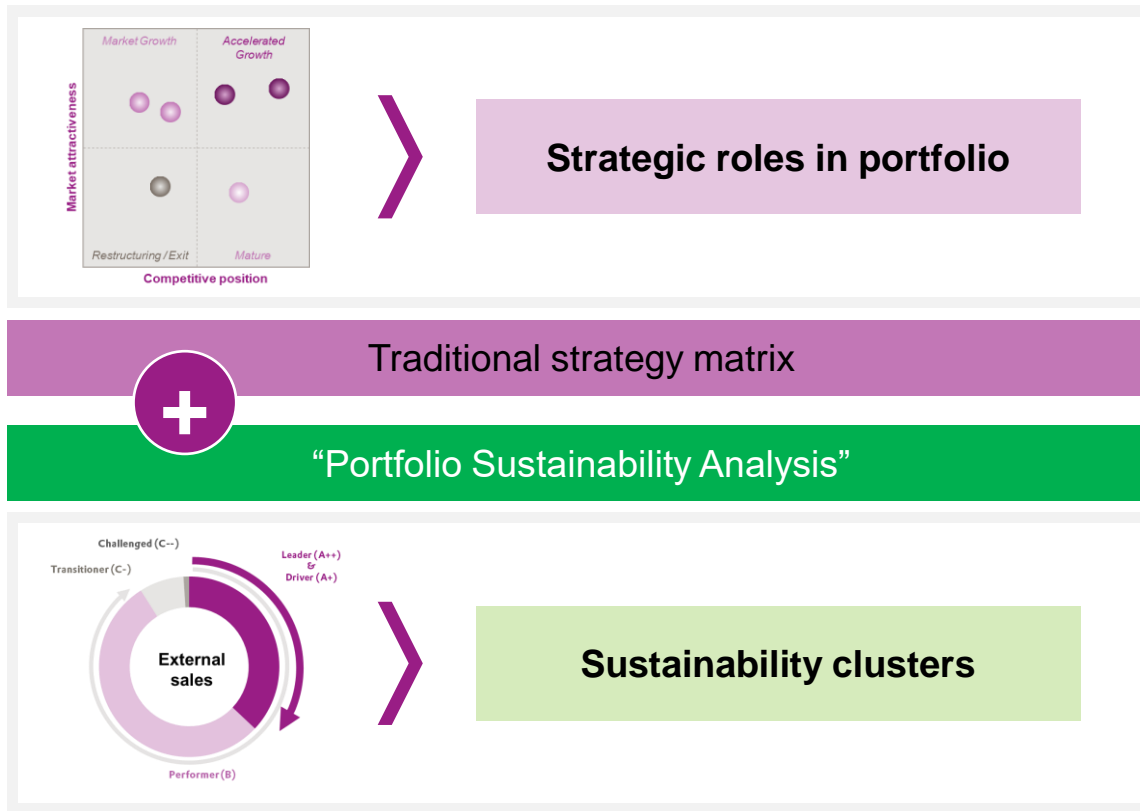 Market Growth
Accelerated
Growth
Market attractiveness
Restructuring / Exit
Mature
Competitive position
Strategic roles in portfolio
Traditional strategy matrix
+
“Portfolio Sustainability Analysis”
Challenged (C--)
Transitioner (C-)
Leader (A++)
&
Driver (A+)
External
sales
Performer (B)
Sustainability clusters